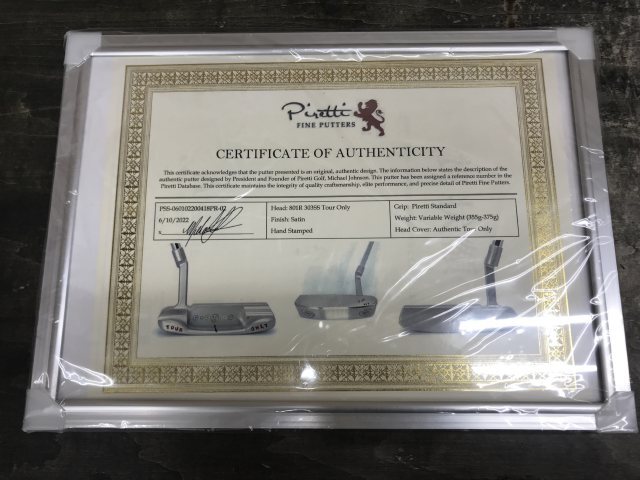 Piretti
FINE PUTTERS
CERTIFICATE OF AUTHENTICITY
This certificate acknowledges that the putter presented is an original, authentic design. The information below states the description of the
authentic putter designed by President and Founder of Piretti Golf, Michael Johnson. This putter has been assigned a reference number in the
Piretti Database. This certificate maintains the integrity of quality craftsmanship, elite performance, and precise detail of Piretti Fine Putters.
Head: 801R 303SS Tour Only
Grip: Piretti Standard
6/10/2022
Finish: Satin
Weight: Variable Weight (355g-375g)
x
Hand Stamped
Head Cover: Authentic Tour Only
TOUR ONLY